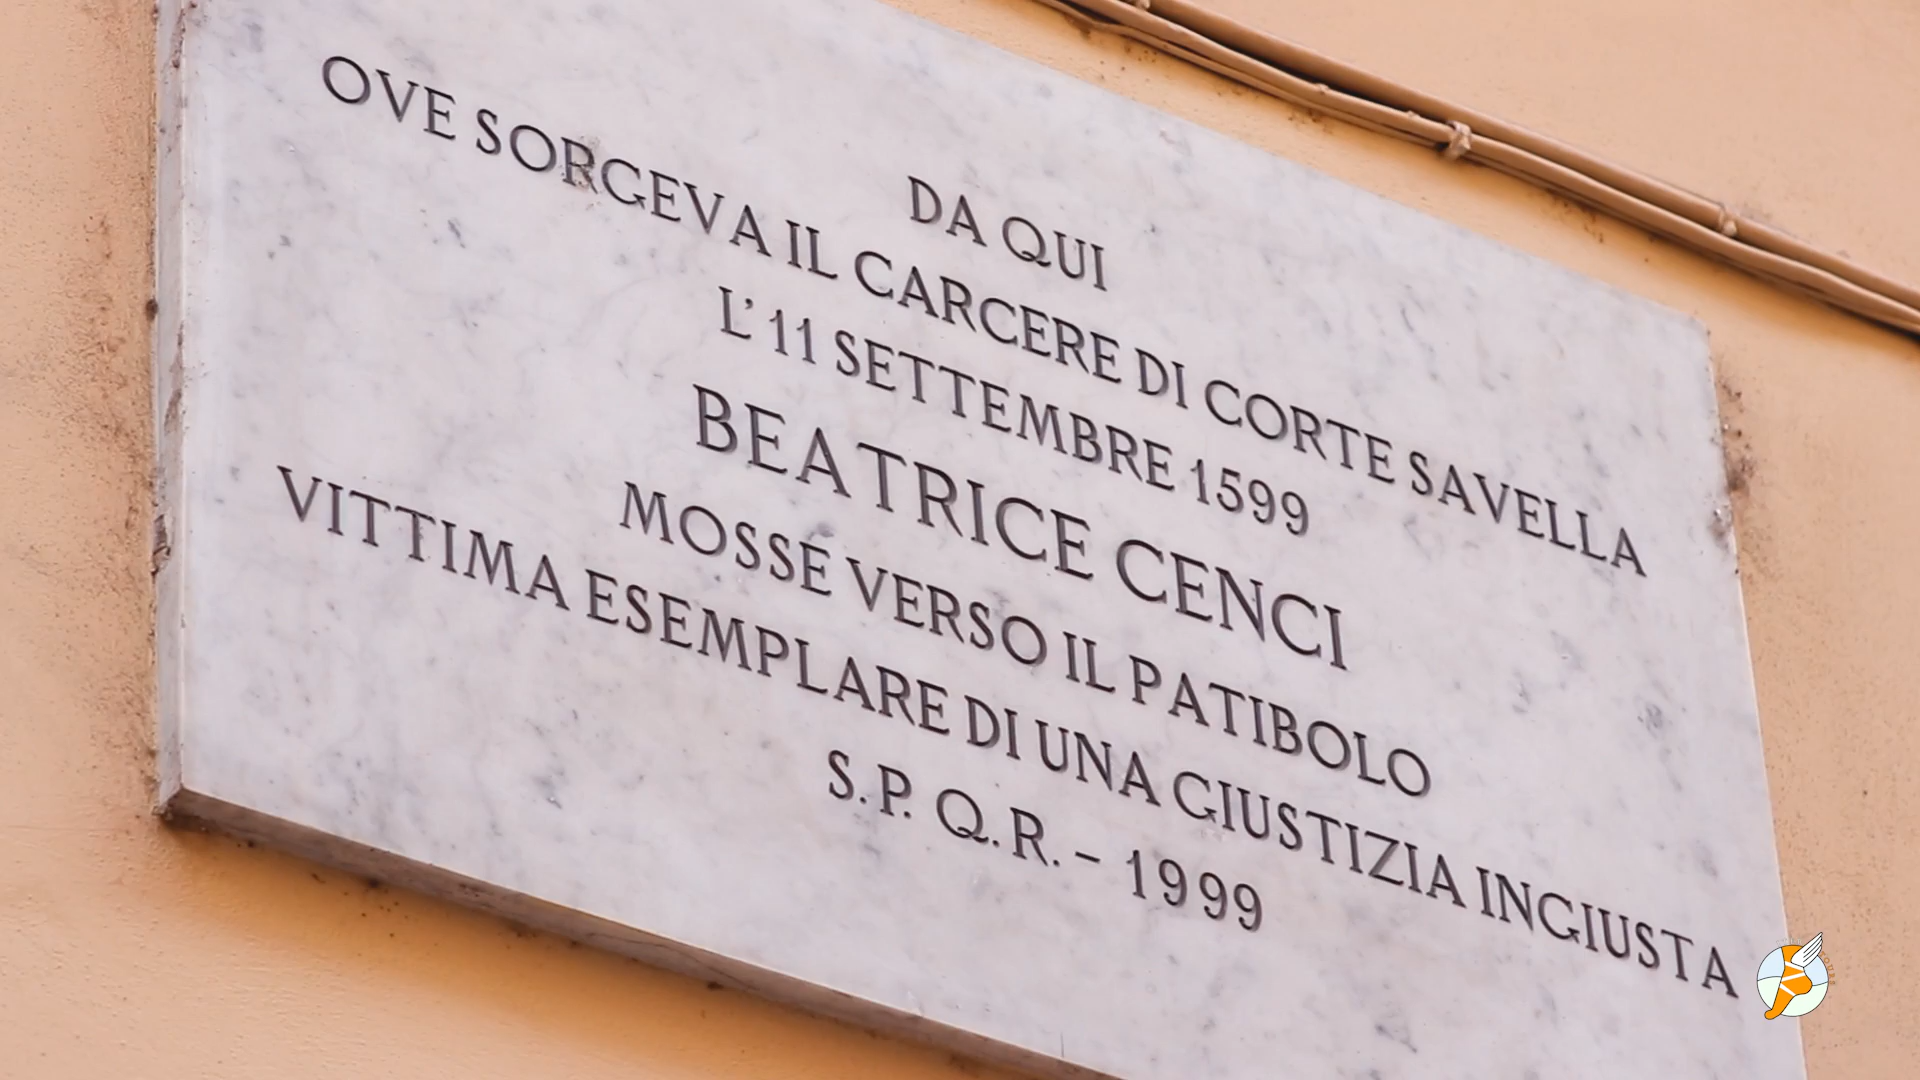 DA QUI
OVE SORGEVA IL CARCERE DI CORTE SAVELLA
L'11 SETTEMBRE 1599
BEATRICE CENCI
MOSSE VERSO IL PATIBOLO
VITTIMA ESEMPLARE DI UNA GIUSTIZIA INGIUSTA
S.P.Q.R. - 1999